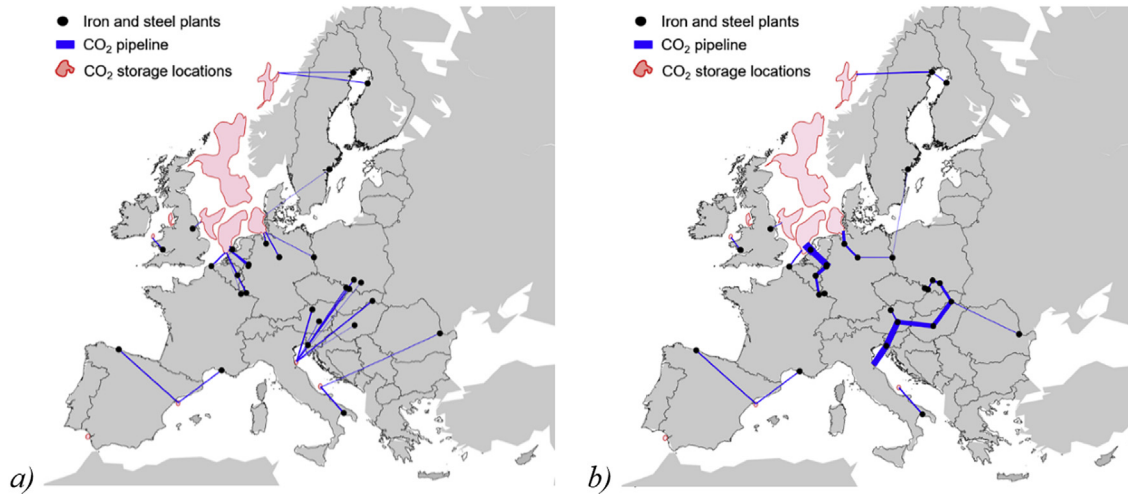 Iron and steel plants
CO₂ pipeline
CO₂ storage locations
a)
Iron and steel plants
CO₂ pipeline
CO₂ storage locations
b)